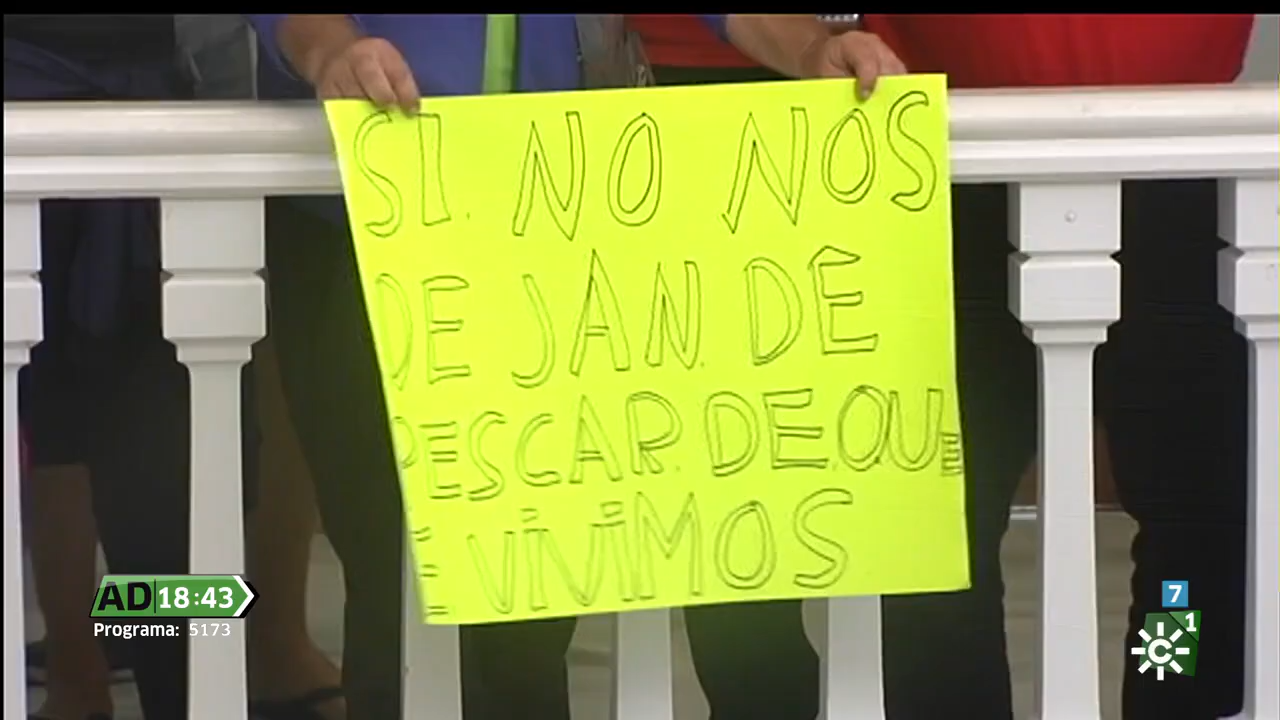 SI NO NOS
DE JAN DE
PESCAR DE QUE
E ViViMOS
AD 18:43
Programa: 5173
7
1
C